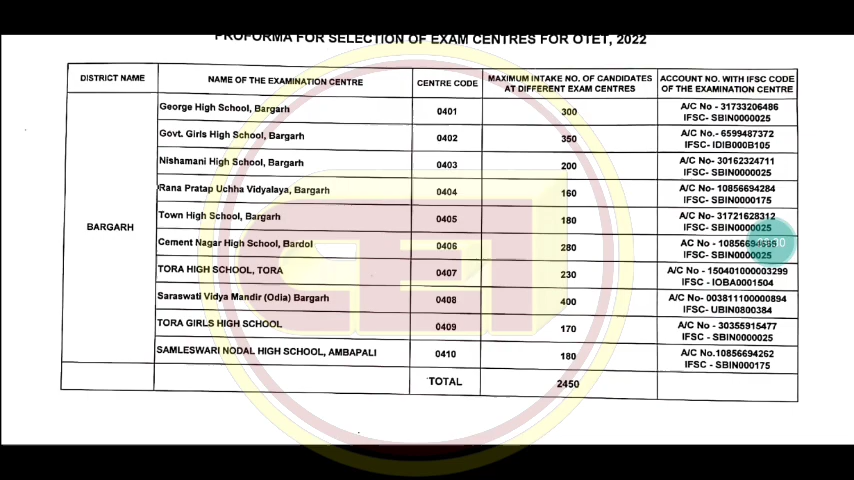 PROFORMA FOR SELECTION OF EXAM CENTRES FOR OTET, 2022
DISTRICT NAME
NAME OF THE EXAMINATION CENTRE
CENTRE CODE
MAXIMUM INTAKE NO. OF CANDIDATES
AT DIFFERENT EXAM CENTRES
ACCOUNT NO. WITH IFSC CODE
OF THE EXAMINATION CENTRE
BARGARH
George High School, Bargarh
0401
300
A/C No - 31733206486
IFSC- SBIN0000025
Govt. Girls High School, Bargarh
0402
350
A/C No.- 6599487372
IFSC- IDIB000B105
Nishamani High School, Bargarh
0403
200
A/C No- 30162324711
IFSC- SBIN0000025
Rana Pratap Uchha Vidyalaya, Bargarh
0404
160
A/C No- 10856694284
IFSC- SBIN0000175
Town High School, Bargarh
0405
180
A/C No- 31721628312
IFSC- SBIN0000025
Cement Nagar High School, Bardol
0406
280
AC No -
IFSC- SBIN0000025
TORA HIGH SCHOOL, TORA
0407
230
A/C No - 150401000003299
IFSC - IOBA0001504
Saraswati Vidya Mandir (Odia) Bargarh
0408
400
A/C No- 003811100000894
IFSC- UBIN0800384
TORA GIRLS HIGH SCHOOL
0409
170
A/C No - 30355915477
IFSC - SBIN0000025
SAMLESWARI NODAL HIGH SCHOOL, AMBAPALI
0410
180
A/C No.10856694262
IFSC - SBIN000175
TOTAL
2450
CEI